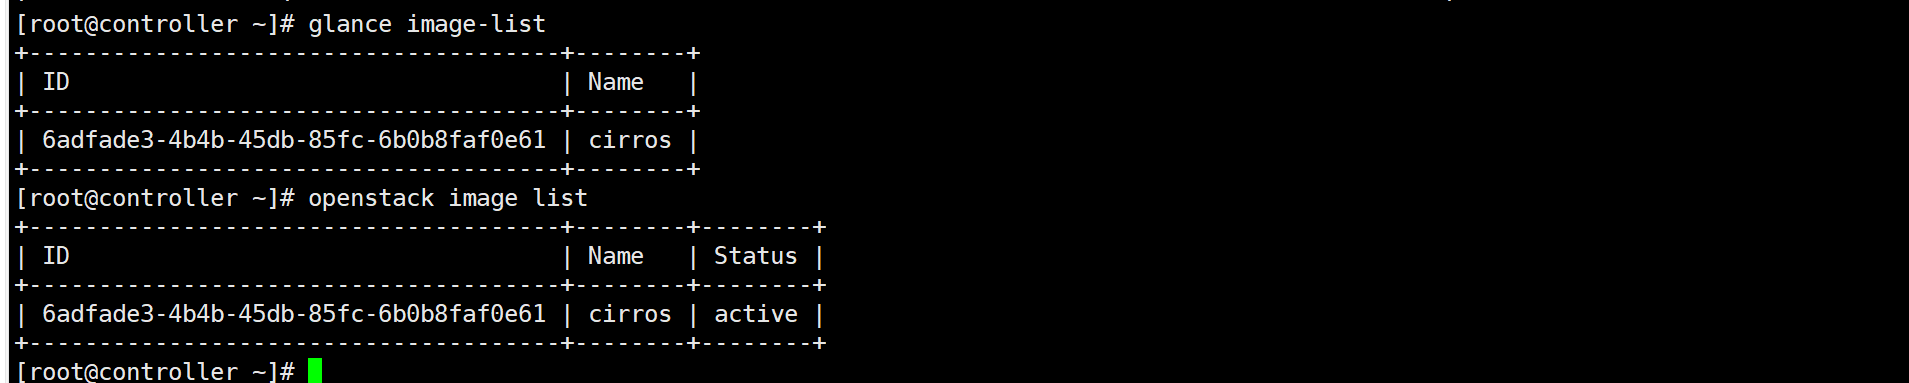 [root@controller ~]# glance image-list
+--------------------------------------+--------+
| ID                                   | Name   |
+--------------------------------------+--------+
| 6adfade3-4b4b-45db-85fc-6b0b8faf0e61 | cirros |
+--------------------------------------+--------+
[root@controller ~]# openstack image list
+--------------------------------------+--------+--------+
| ID                                   | Name   | Status |
+--------------------------------------+--------+--------+
| 6adfade3-4b4b-45db-85fc-6b0b8faf0e61 | cirros | active |
+--------------------------------------+--------+--------+
[root@controller ~]#